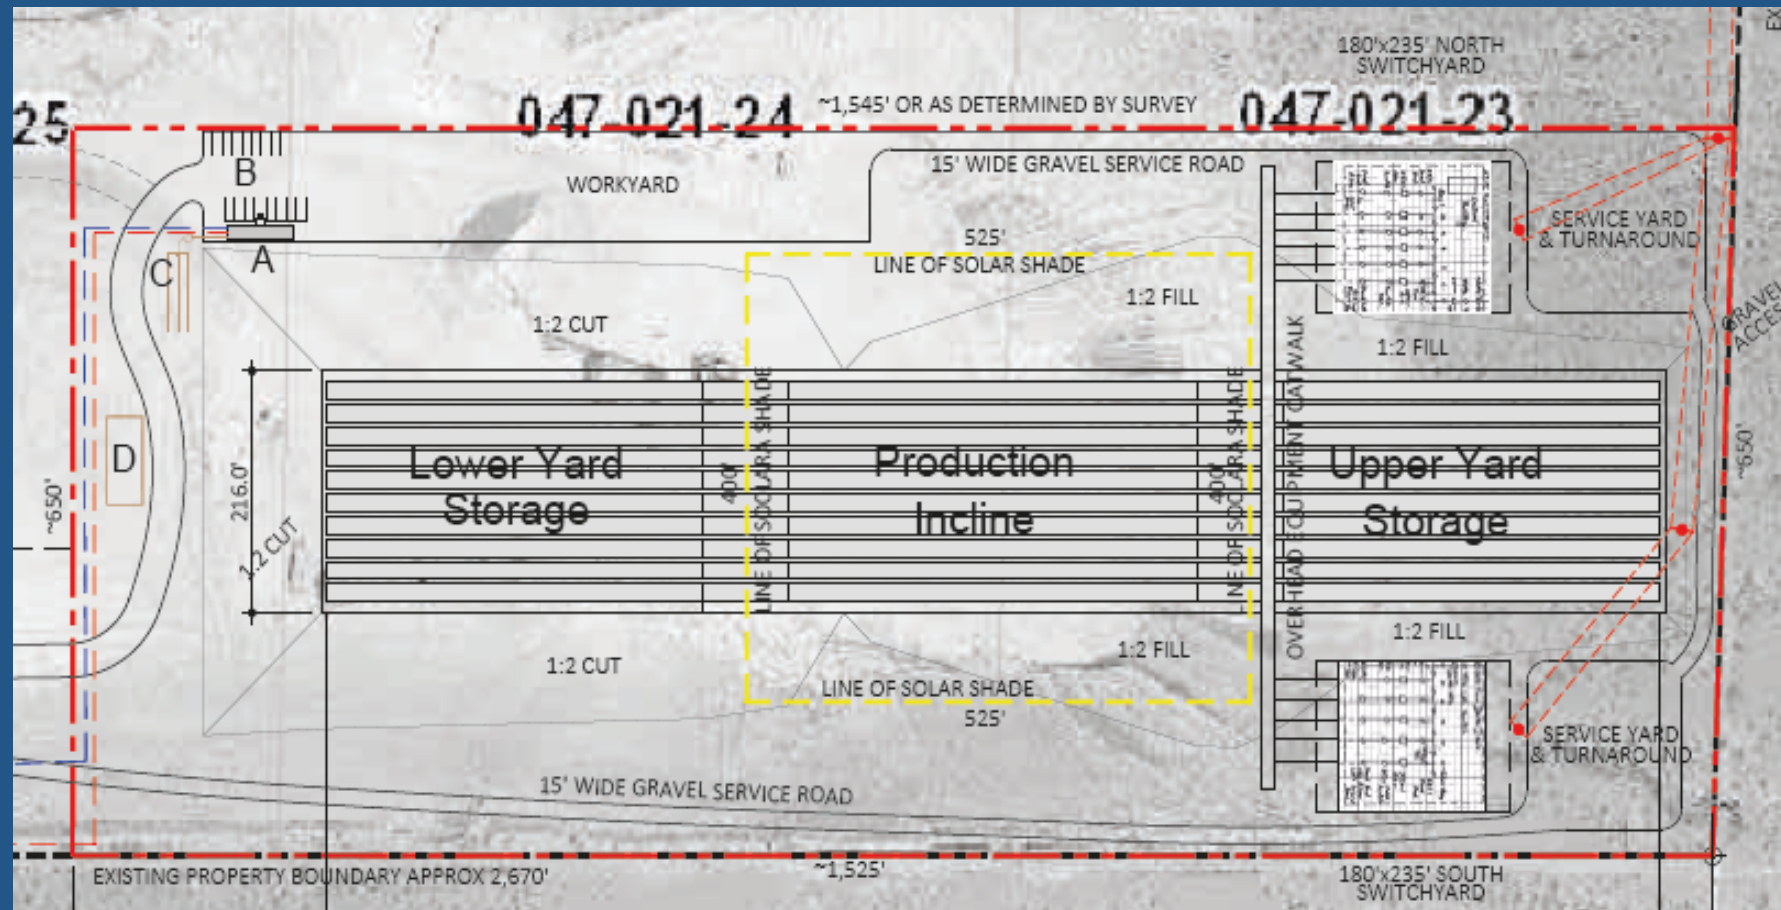 EX
180'x235' NORTH
SWITCHYARD
25
047-021-24
~1,545' OR AS DETERMINED BY SURVEY
047-021-23
B
WORKYARD
15' WIDE GRAVEL SERVICE ROAD
SERVICE YARD
& TURNAROUND
A
C
525'
LINE OF SOLAR SHADE
1:2 FILL
1:2 CUT
GRAVEL
ACCES
1:2 FILL
D
~650'
216.0'
1:2 CUT
Lower Yard
Storage
400'
LINE OF SOCLARA SHADE
Production
Incline
400'
LINE OF SOCLARA SHADE
OVERHEAD EQUIPMENT CATWALK
Upper Yard
Storage
~650'
1:2 CUT
1:2 FILL
1:2 FILL
LINE OF SOLAR SHADE
525'
SERVICE YARD
& TURNAROUND
15' WIDE GRAVEL SERVICE ROAD
EXISTING PROPERTY BOUNDARY APPROX 2,670'
~1,525'
180'x235' SOUTH
SWITCHYARD